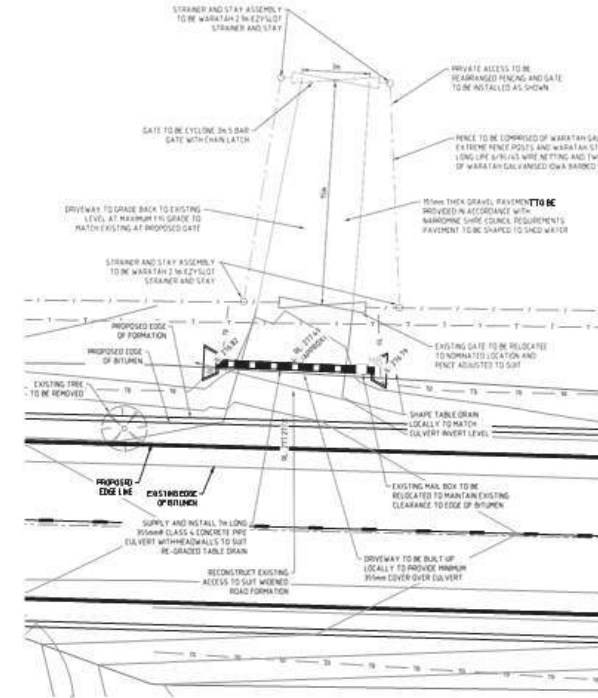 STRAINER AND STAY ASSEMBLY
TO BE WARATAH 2.1m EZYSLOT
STRAINER AND STAY
PRIVATE ACCESS TO BE
REARRANGED FENCING AND GATE
TO BE INSTALLED AS SHOWN
GATE TO BE CYCLONE 3m 5 BAR
GATE WITH CHAIN LATCH
FENCE TO BE COMPRISED OF WARATAH
EXTREME FENCE POSTS AND WARATAH
LONG LIFE WIRE NETTING AND
OF WARATAH GALVANISED IOWA BARBED
DRIVEWAY TO GRADE BACK TO EXISTING
LEVEL AT MAXIMUM GRADE TO
MATCH EXISTING AT PROPOSED GATE
THICK GRAVEL PAVEMENT TO BE
PROVIDED IN ACCORDANCE WITH
NARROMINE SHIRE COUNCIL REQUIREMENTS
PAVEMENT TO BE SHAPED TO SHED WATER
STRAINER AND STAY ASSEMBLY
TO BE WARATAH 2.1m EZYSLOT
STRAINER AND STAY
PROPOSED EDGE
OF FORMATION
PROPOSED EDGE
OF BITUMEN
EXISTING TREE
TO BE REMOVED
EXISTING GATE TO BE RELOCATED
TO NOMINATED LOCATION AND
FENCE ADJUSTED TO SUIT
SHAPE TABLE DRAIN
LOCALLY TO MATCH
CULVERT INVERT LEVEL
PROPOSED
EDGE LINE
EXISTING EDGE
OF BITUMEN
EXISTING MAIL BOX TO BE
RELOCATED TO MAINTAIN EXISTING
CLEARANCE TO EDGE OF BITUMEN
SUPPLY AND INSTALL LONG
CLASS 4 CONCRETE PIPE
CULVERT WITH HEADWALLS TO SUIT
RE-GRADED TABLE DRAIN
DRIVEWAY TO BE BUILT UP
LOCALLY TO PROVIDE MINIMUM
COVER OVER CULVERT
RECONSTRUCT EXISTING
ACCESS TO SUIT WIDENED
ROAD FORMATION